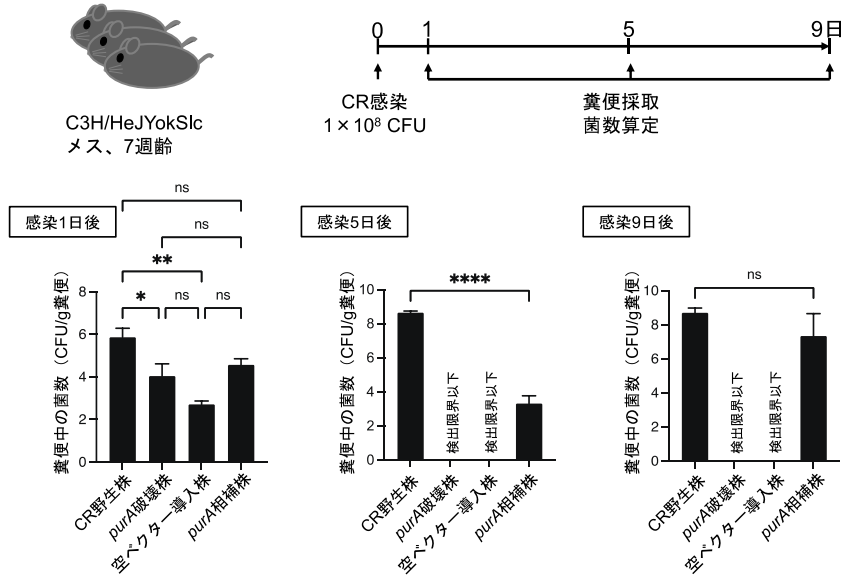 0 1 5 9日
CR感染
1×10⁸ CFU
糞便採取
菌数算定
C3H/HeJYokSlc
メス、7週齢
感染1日後
ns
ns
**
*
ns
ns
糞便中の菌数（CFU/g糞便）
8
6
4
2
0
CR野生株
purA破壊株
空ベクター導入株
purA相補株
感染5日後
****
糞便中の菌数（CFU/g糞便）
10
8
6
4
2
0
検出限界以下
検出限界以下
CR野生株
purA破壊株
空ベクター導入株
purA相補株
感染9日後
ns
糞便中の菌数（CFU/g糞便）
10
8
6
4
2
0
検出限界以下
検出限界以下
CR野生株
purA破壊株
空ベクター導入株
purA相補株